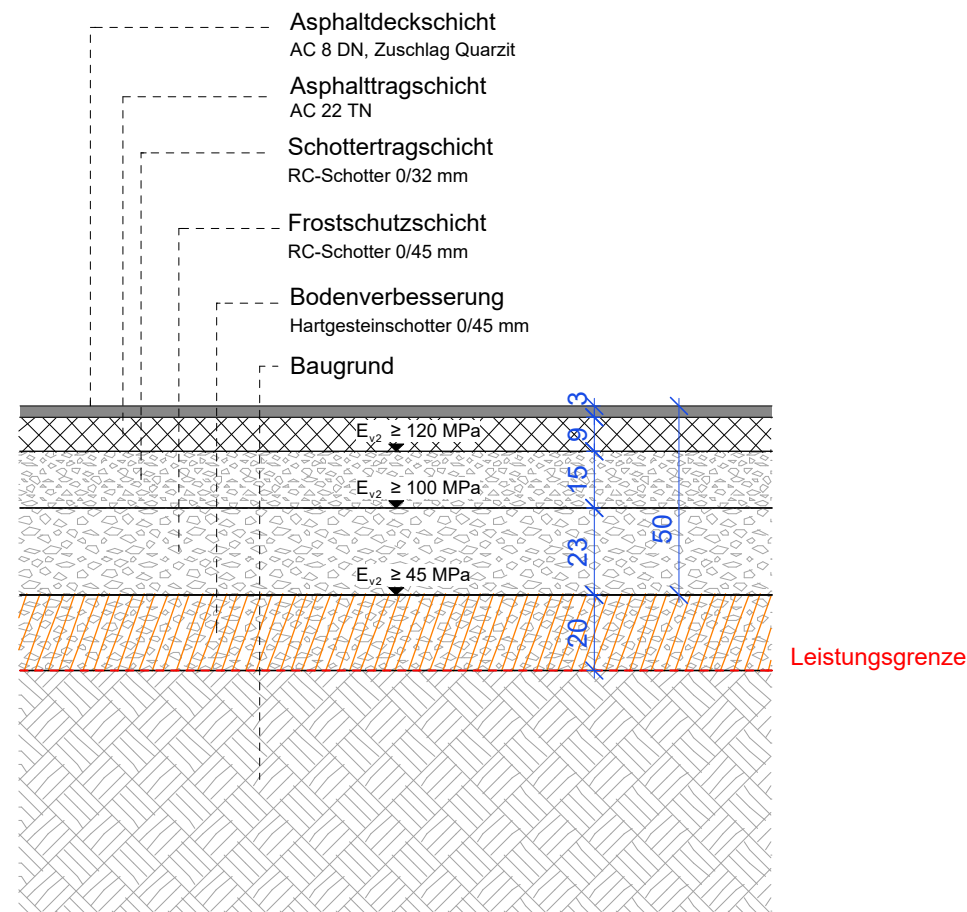 Asphaltdeckschicht
AC 8 DN, Zuschlag Quarzit
Asphalttragschicht
AC 22 TN
Schottertragschicht
RC-Schotter 0/32 mm
Frostschutzschicht
RC-Schotter 0/45 mm
Bodenverbesserung
Hartgesteinschotter 0/45 mm
Baugrund
3
Ev2 ≥ 120 MPa
9
15
Ev2 ≥ 100 MPa
50
23
Ev2 ≥ 45 MPa
20
Leistungsgrenze